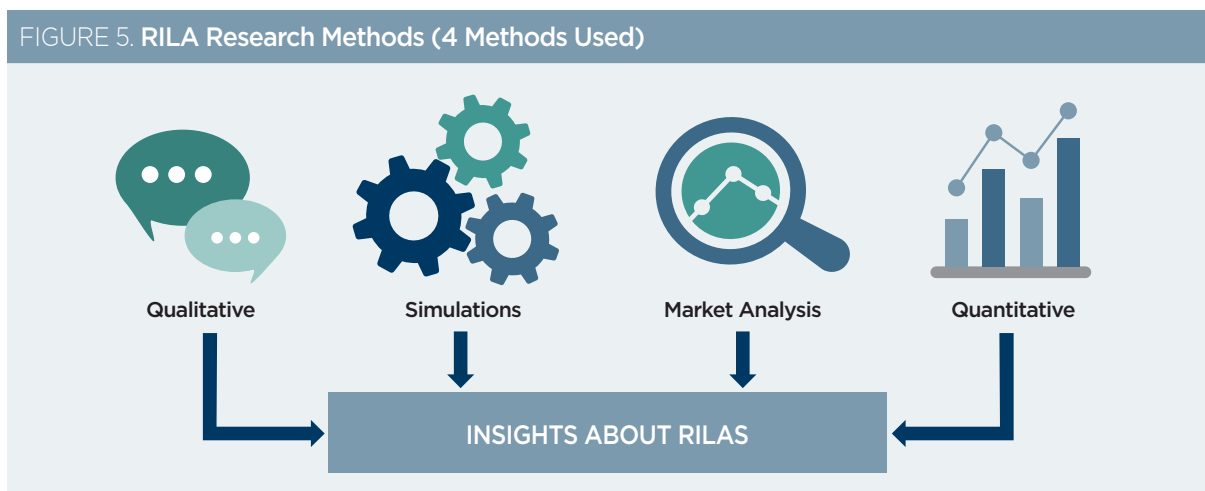 FIGURE 5. RILA Research Methods (4 Methods Used)
Qualitative
Simulations
Market Analysis
Quantitative
INSIGHTS ABOUT RILAS